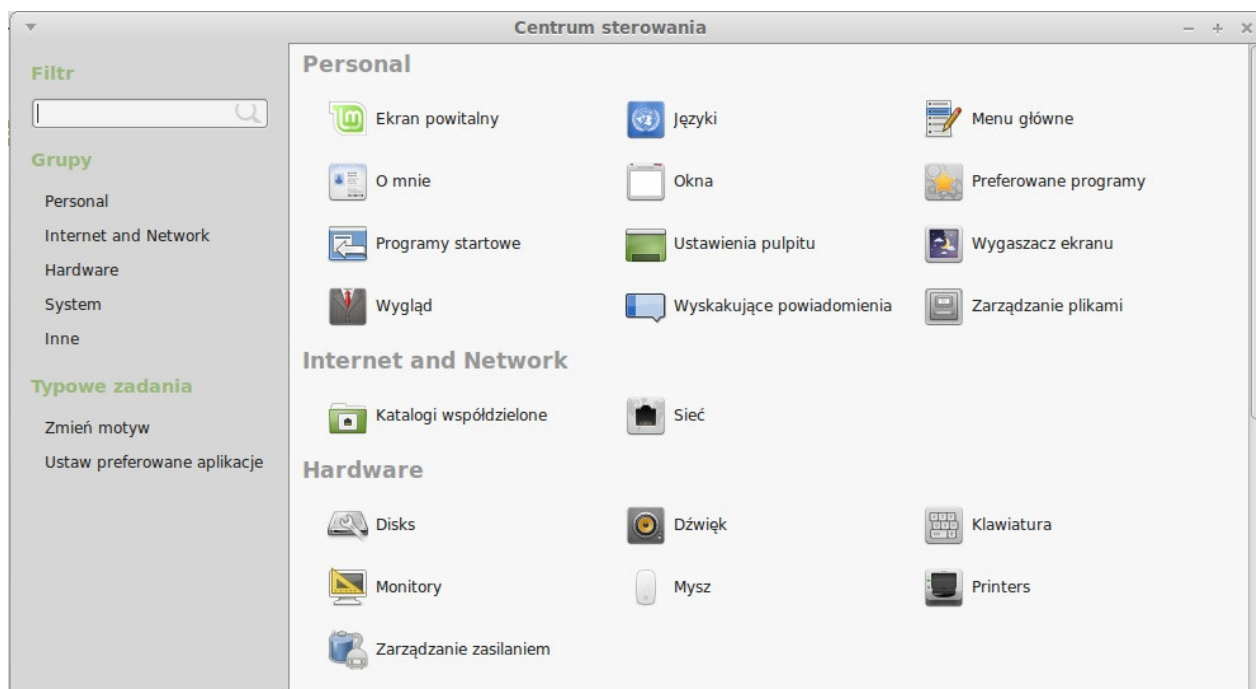 Centrum sterowania
Filtr
Grupy
Personal
Internet and Network
Hardware
System
Inne
Typowe zadania
Zmień motyw
Ustaw preferowane aplikacje
Personal
Ekran powitalny
Języki
Menu główne
O mnie
Okna
Preferowane programy
Programy startowe
Ustawienia pulpitu
Wygaszacz ekranu
Wygląd
Wyskakujące powiadomienia
Zarządzanie plikami
Internet and Network
Katalogi współdzielone
Sieć
Hardware
Disks
Dźwięk
Klawiatura
Monitory
Mysz
Printers
Zarządzanie zasilaniem